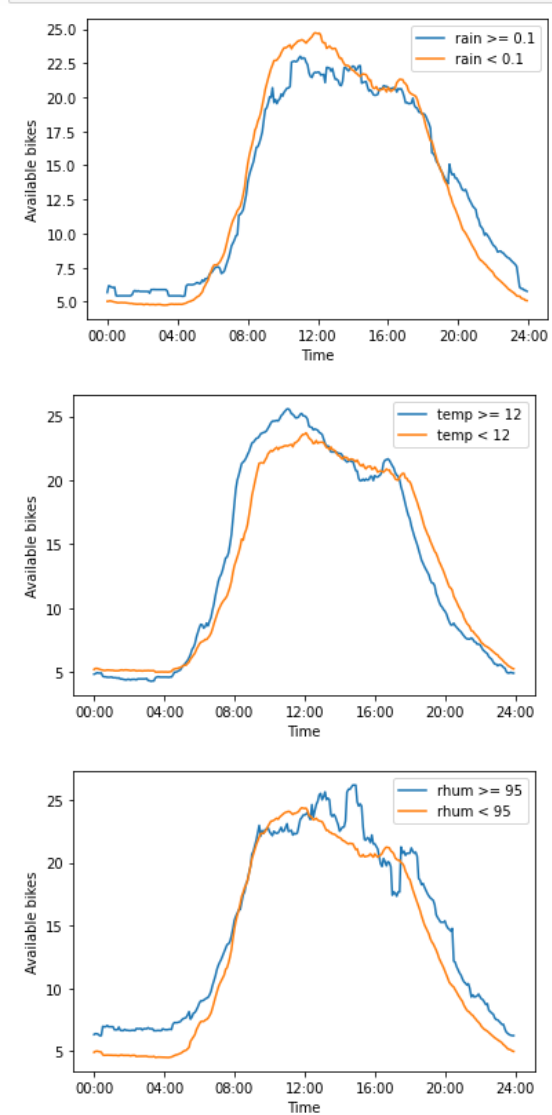 25.0
22.5
20.0
17.5
15.0
12.5
10.0
7.5
5.0
Available bikes
rain >= 0.1
rain < 0.1
00:00 04:00 08:00 12:00 16:00 20:00 24:00
Time
25
20
15
10
5
Available bikes
temp >= 12
temp < 12
00:00 04:00 08:00 12:00 16:00 20:00 24:00
Time
25
20
15
10
5
Available bikes
rhum >= 95
rhum < 95
00:00 04:00 08:00 12:00 16:00 20:00 24:00
Time